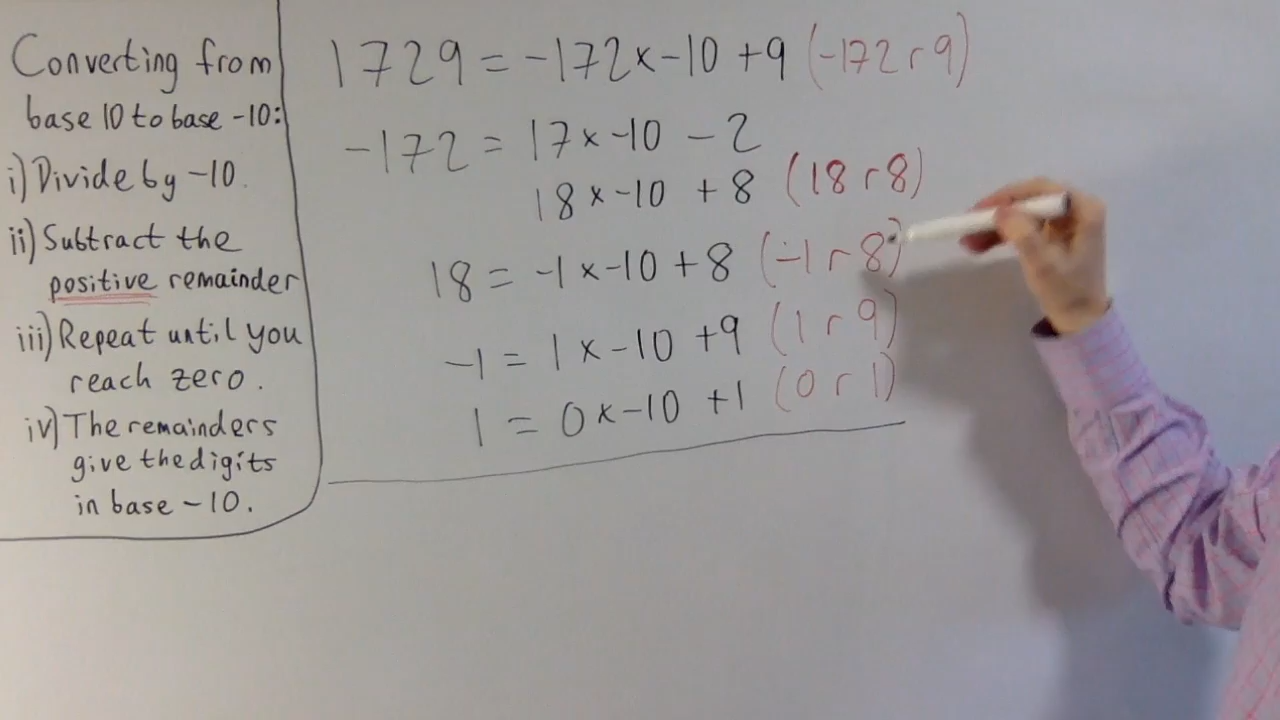 Converting from
base 10 to base -10:
i) Divide by -10.
ii) Subtract the
positive remainder
iii) Repeat until you
reach zero.
iv) The remainders
give the digits
in base -10.
1729 = -172 x -10 + 9 (-172 r 9)
-172 = 17 x -10 - 2
18 x -10 + 8 (18 r 8)
18 = -1 x -10 + 8 (-1 r 8)
-1 = 1 x -10 + 9 (1 r 9)
1 = 0 x -10 + 1 (0 r 1)